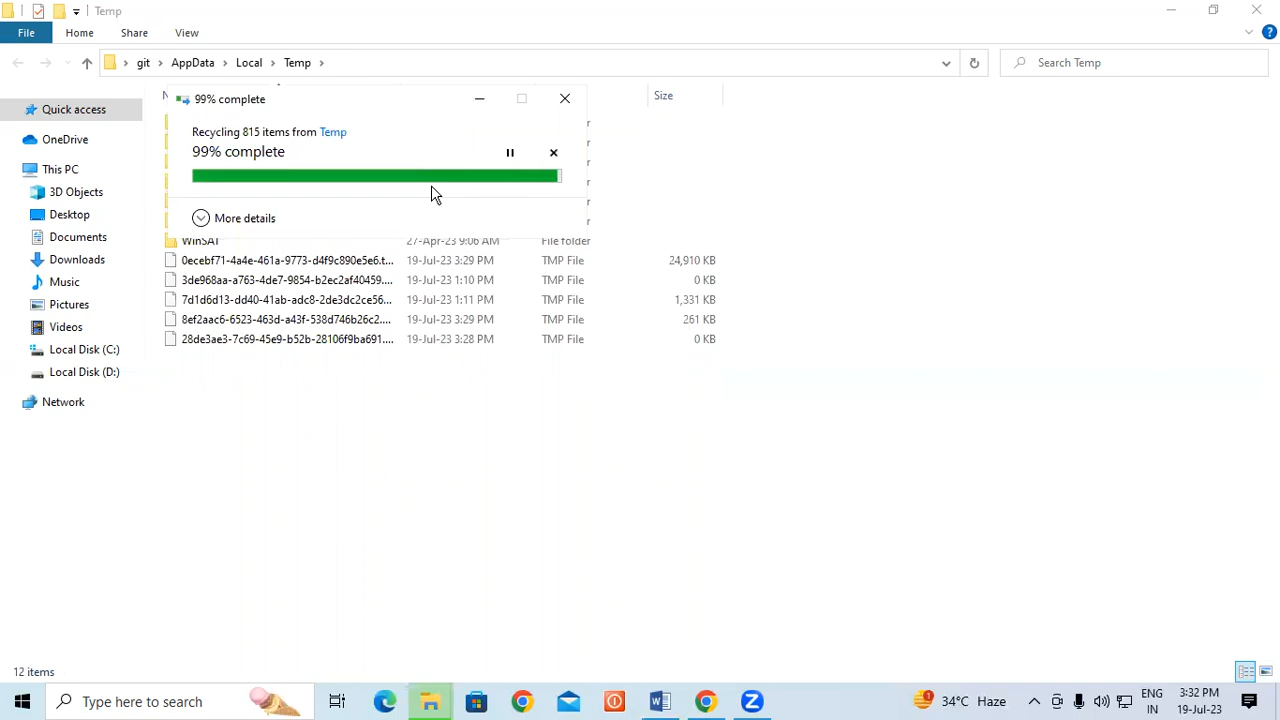 Temp
File Home Share View
git AppData Local Temp Search Temp
Size
Quick access
OneDrive
This PC
3D Objects
Desktop
Documents
Downloads
Music
Pictures
Videos
Local Disk (C:)
Local Disk (D:)
Network
99% complete
Recycling 815 items from Temp
99% complete
More details
WinSAT 27-Apr-23 9:06 AM File folder
0ecebf71-4a4e-461a-9773-d4f9c890e5e6.t... 19-Jul-23 3:29 PM TMP File 24,910 KB
3de968aa-a763-4de7-9854-b2ec2af40459.... 19-Jul-23 1:10 PM TMP File 0 KB
7d1d6d13-dd40-41ab-adc8-2de3dc2ce56... 19-Jul-23 1:11 PM TMP File 1,331 KB
8ef2aac6-6523-463d-a43f-538d746b26c2.... 19-Jul-23 3:29 PM TMP File 261 KB
28de3ae3-7c69-45e9-b52b-28106f9ba691.... 19-Jul-23 3:28 PM TMP File 0 KB
12 items
Type here to search
34°C Haze
ENG
IN
3:32 PM
19-Jul-23